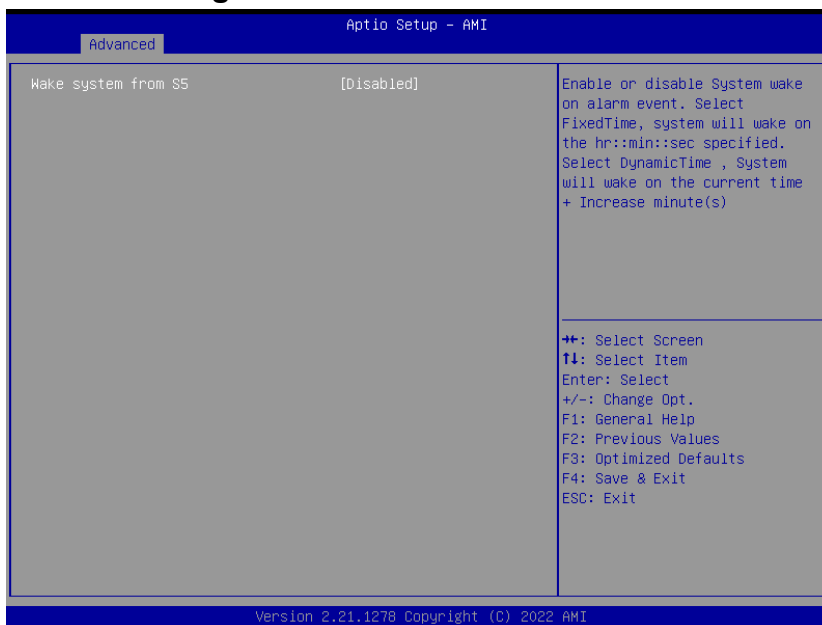 Aptio Setup – AMI
Advanced
Wake system from S5 [Disabled]
Enable or disable System wake
on alarm event. Select
FixedTime, system will wake on
the hr::min::sec specified.
Select DynamicTime , System
will wake on the current time
+ Increase minute(s)
→←: Select Screen
↑↓: Select Item
Enter: Select
+/-: Change Opt.
F1: General Help
F2: Previous Values
F3: Optimized Defaults
F4: Save & Exit
ESC: Exit
Version 2.21.1278 Copyright (C) 2022 AMI